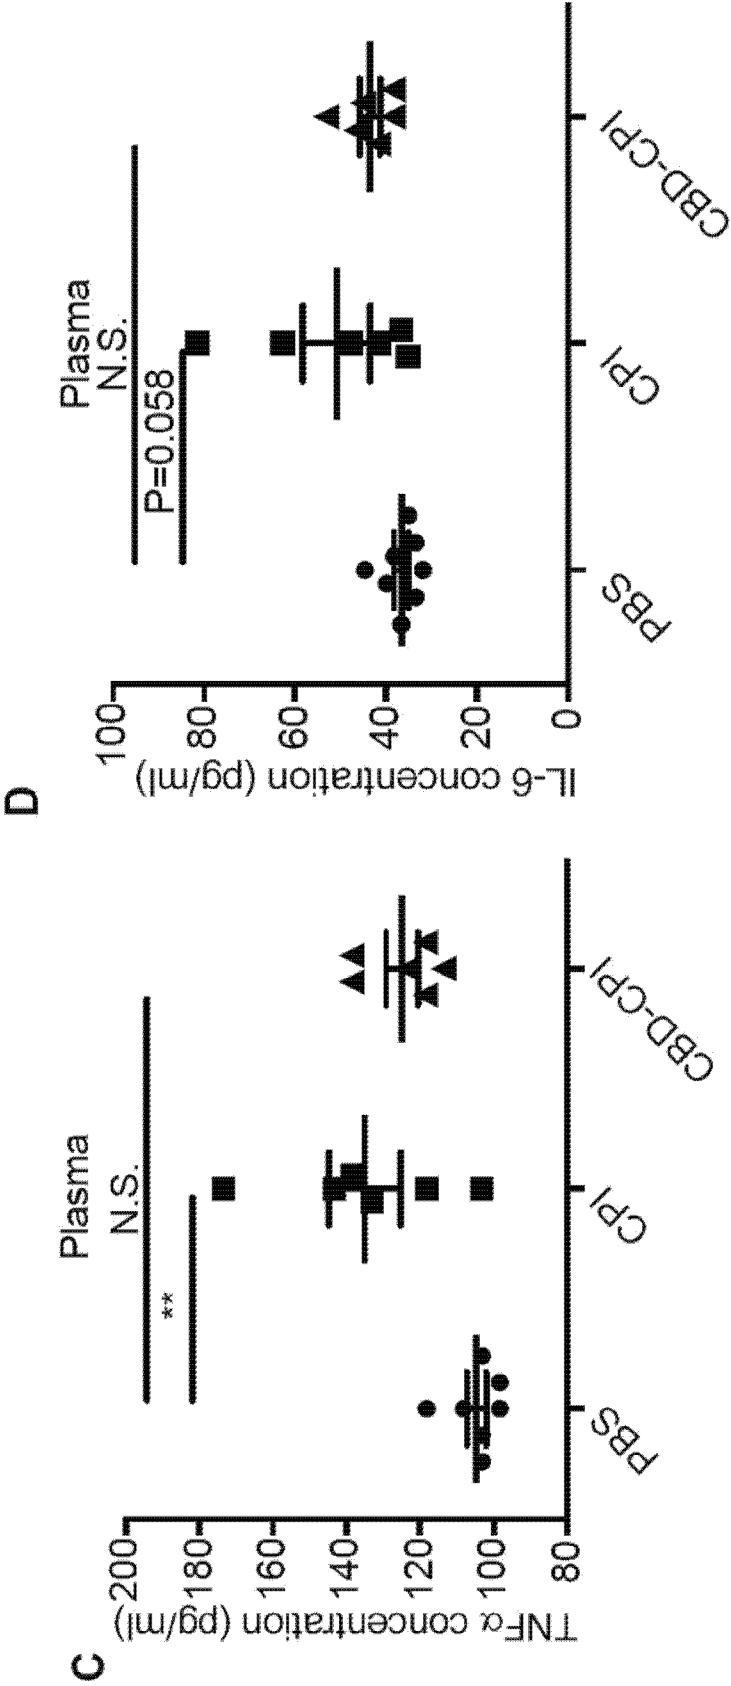 C
Plasma
N.S.
**
TNFα concentration (pg/ml)
200
180
160
140
120
100
80
PBS
CPI
CBD-CPI
D
Plasma
N.S.
P=0.058
IL-6 concentration (pg/ml)
100
80
60
40
20
0
PBS
CPI
CBD-CPI